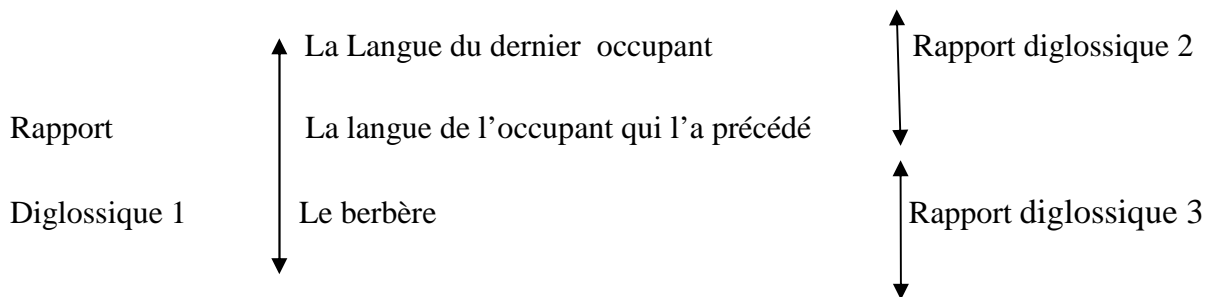 La Langue du dernier occupant Rapport diglossique 2
Rapport La langue de l’occupant qui l’a précédé
Diglossique 1 Le berbère Rapport diglossique 3